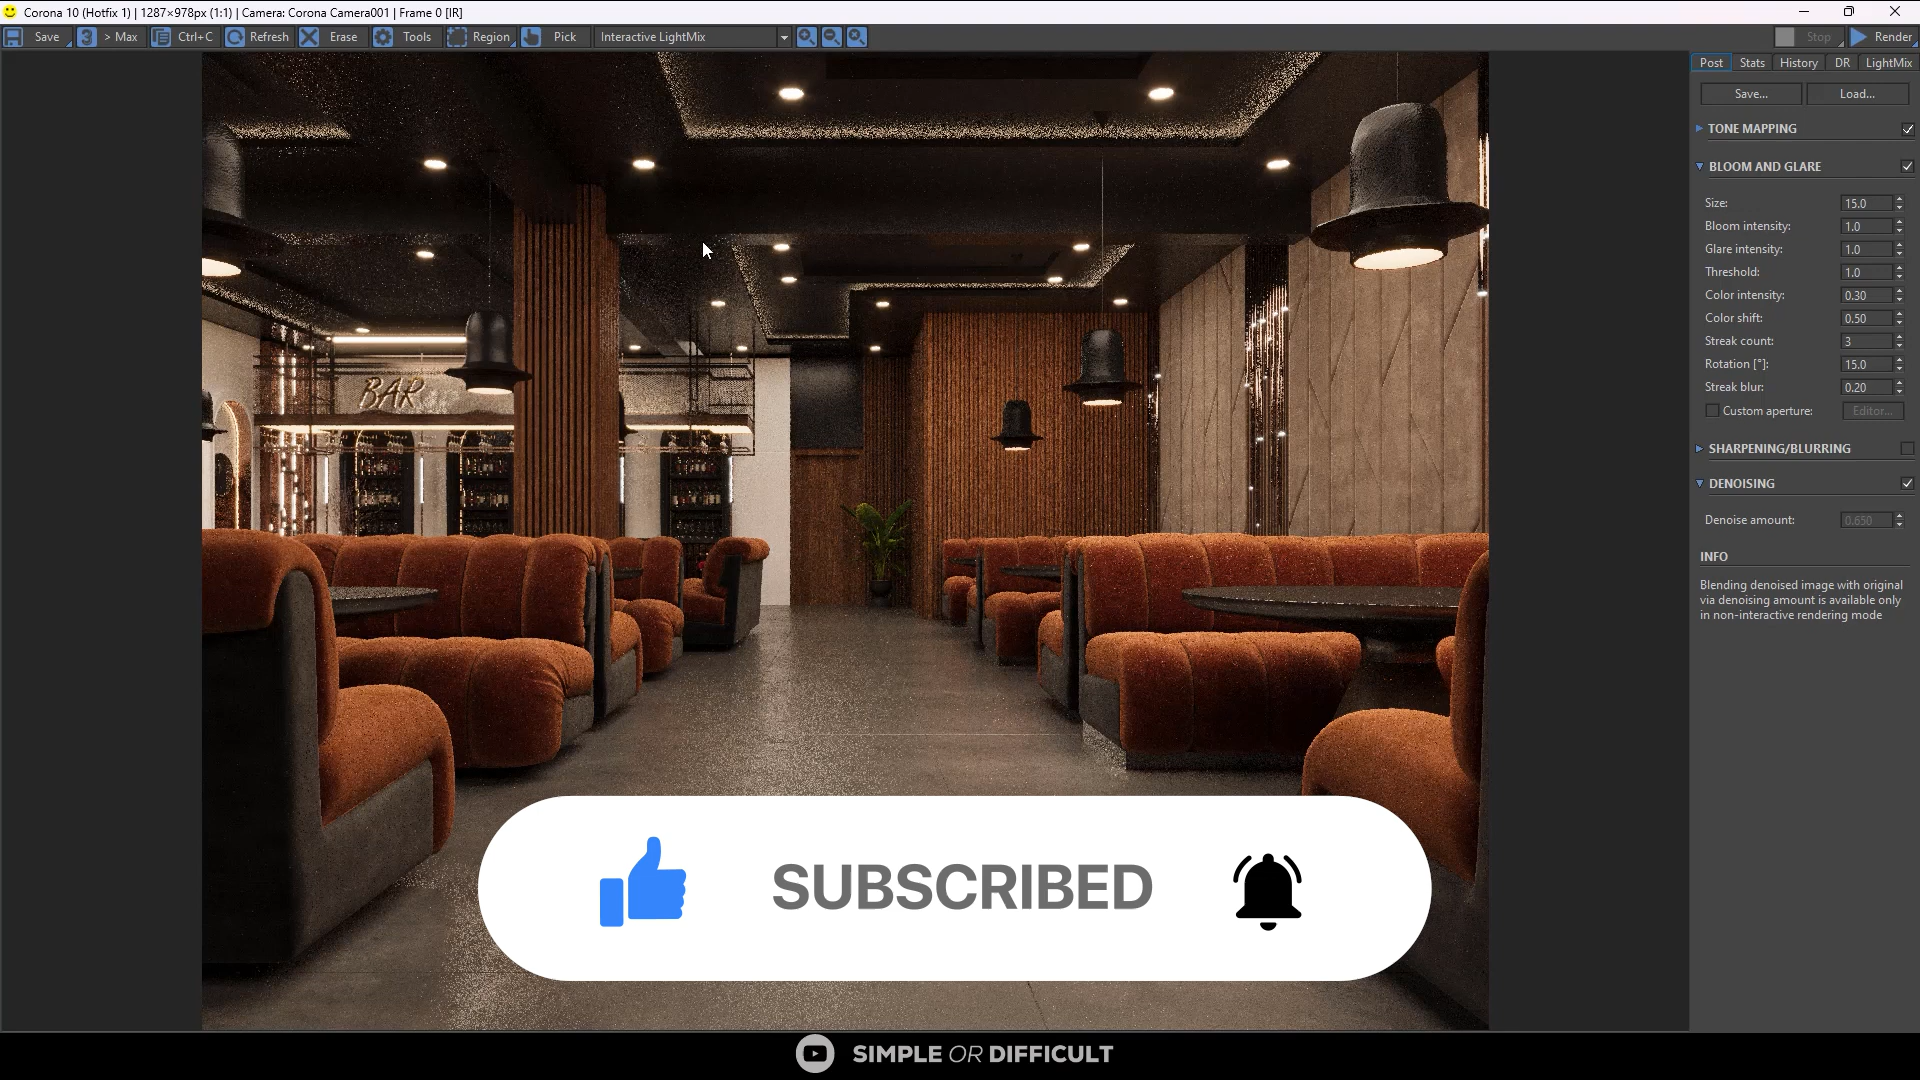 Corona 10 (Hotfix 1) | 1287×978px (1:1) | Camera: Corona Camera001 | Frame 0 [IR]
Save
3 > Max
Ctrl+C
Refresh
Erase
Tools
Region
Pick
Interactive LightMix
Stop
Render
Post
Stats
History
DR
LightMix
Save...
Load...
TONE MAPPING
BLOOM AND GLARE
Size: 15.0
Bloom intensity: 1.0
Glare intensity: 1.0
Threshold: 1.0
Color intensity: 0.30
Color shift: 0.50
Streak count: 3
Rotation [°]: 15.0
Streak blur: 0.20
Custom aperture: Editor...
SHARPENING/BLURRING
DENOISING
Denoise amount: 0.650
INFO
Blending denoised image with original
via denoising amount is available only
in non-interactive rendering mode
BAR
SUBSCRIBED
SIMPLE OR DIFFICULT